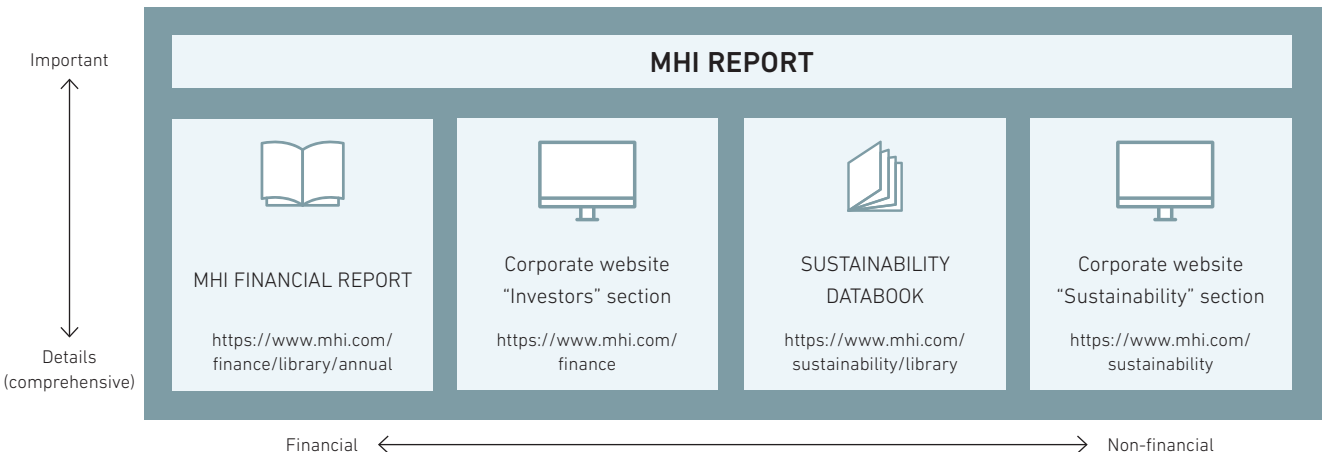 Important
MHI REPORT
MHI FINANCIAL REPORT
https://www.mhi.com/
finance/library/annual
Corporate website
“Investors” section
https://www.mhi.com/
finance
SUSTAINABILITY
DATABOOK
https://www.mhi.com/
sustainability/library
Corporate website
“Sustainability” section
https://www.mhi.com/
sustainability
Details
(comprehensive)
Financial
Non-financial